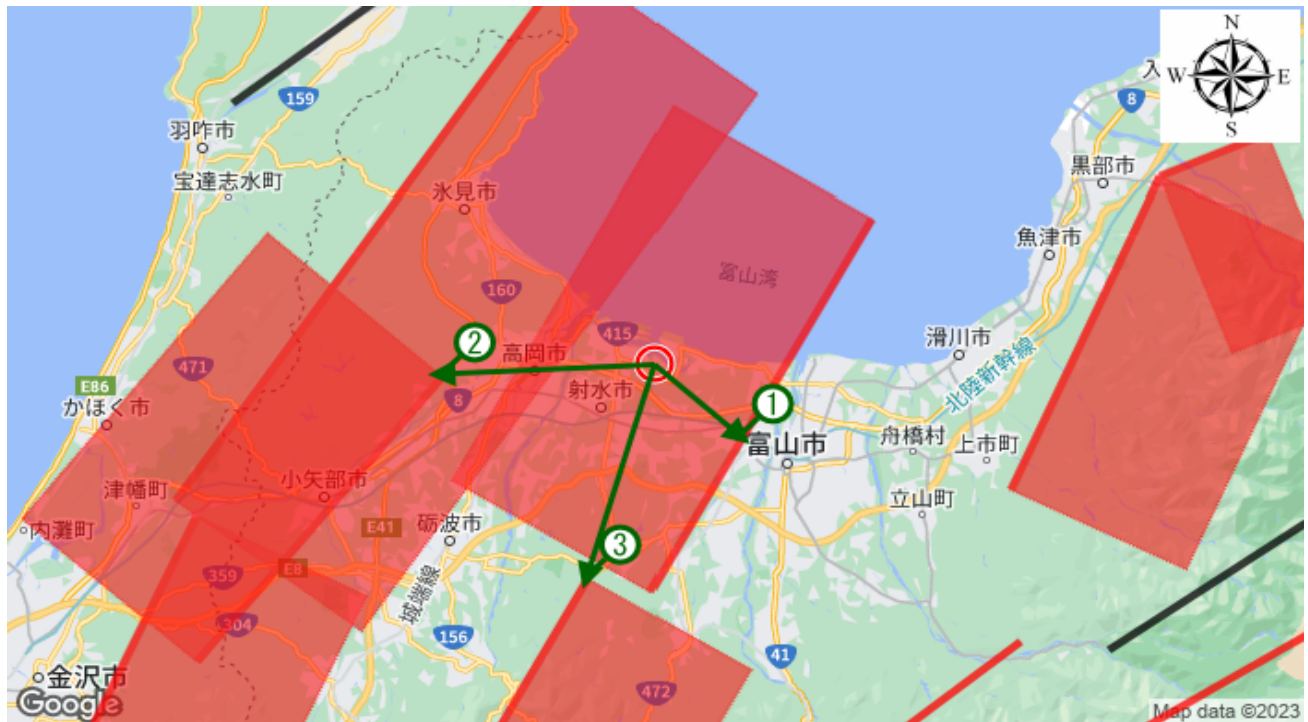 N
入
W
E
8
S
159
羽咋市
黒部市
宝達志水町
氷見市
魚津市
富山湾
160
415
滑川市
②
471
高岡市
北陸新幹線
E86
射水市
かほく市
8
①
舟橋村
富山市
上市町
小矢部市
津幡町
立山町
内灘町
E41
砺波市
③
E8
359
城端線
304
156
41
金沢市
472
Google
Map data ©2023